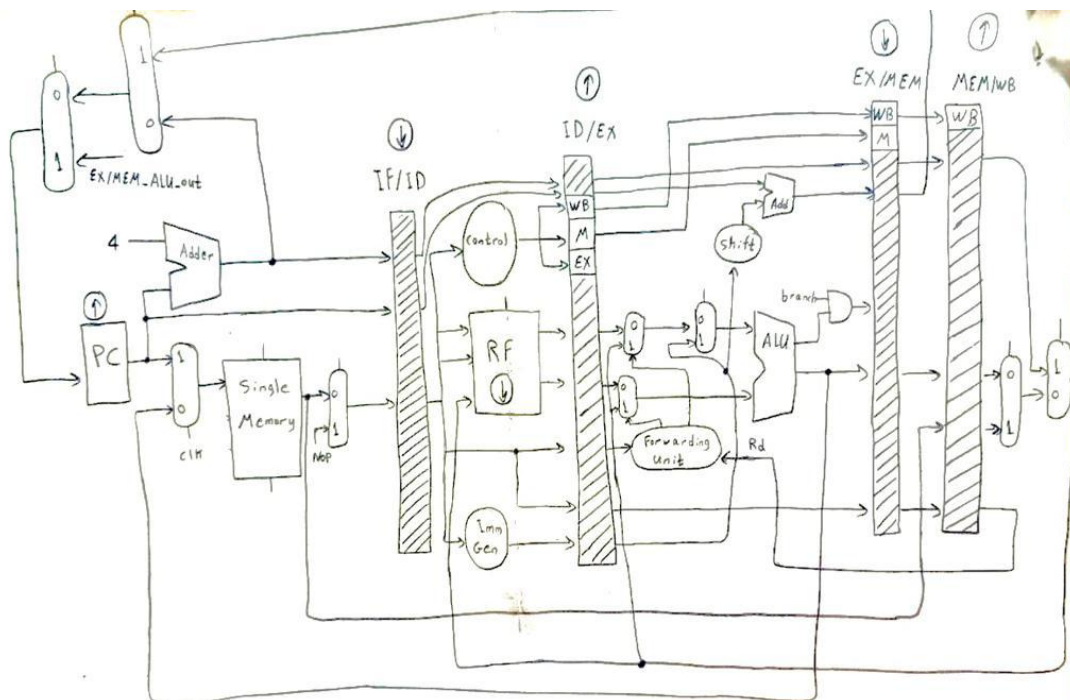 1
0
0
1
EX/MEM_ALU_out
↑
↓
EX/MEM
MEM/WB
↑
ID/EX
↓
IF/ID
WB
M
WB
WB
M
EX
Control
Add
shift
4
Adder
↑
PC
1
0
clk
Single
Memory
0
1
NOP
RF
↓
0
1
0
1
0
1
ALU
branch
Forwarding
Unit
Rd
Imm
Gen
0
1
1
0